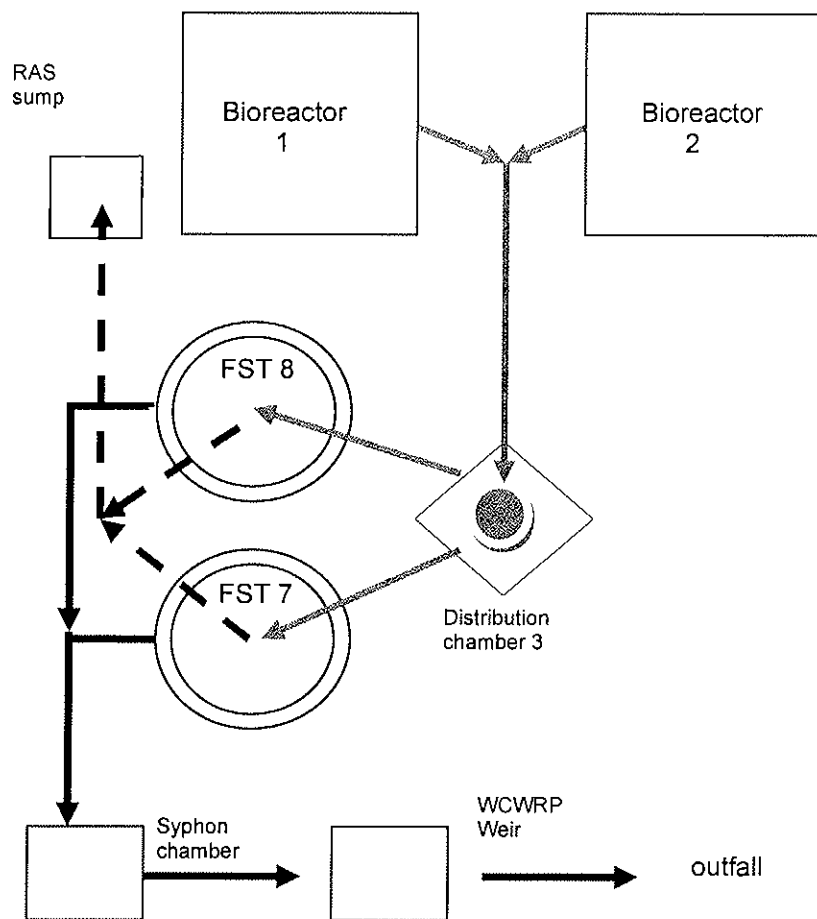 RAS
sump
Bioreactor
1
Bioreactor
2
FST 8
FST 7
Distribution
chamber 3
Syphon
chamber
WCWRP
Weir
outfall